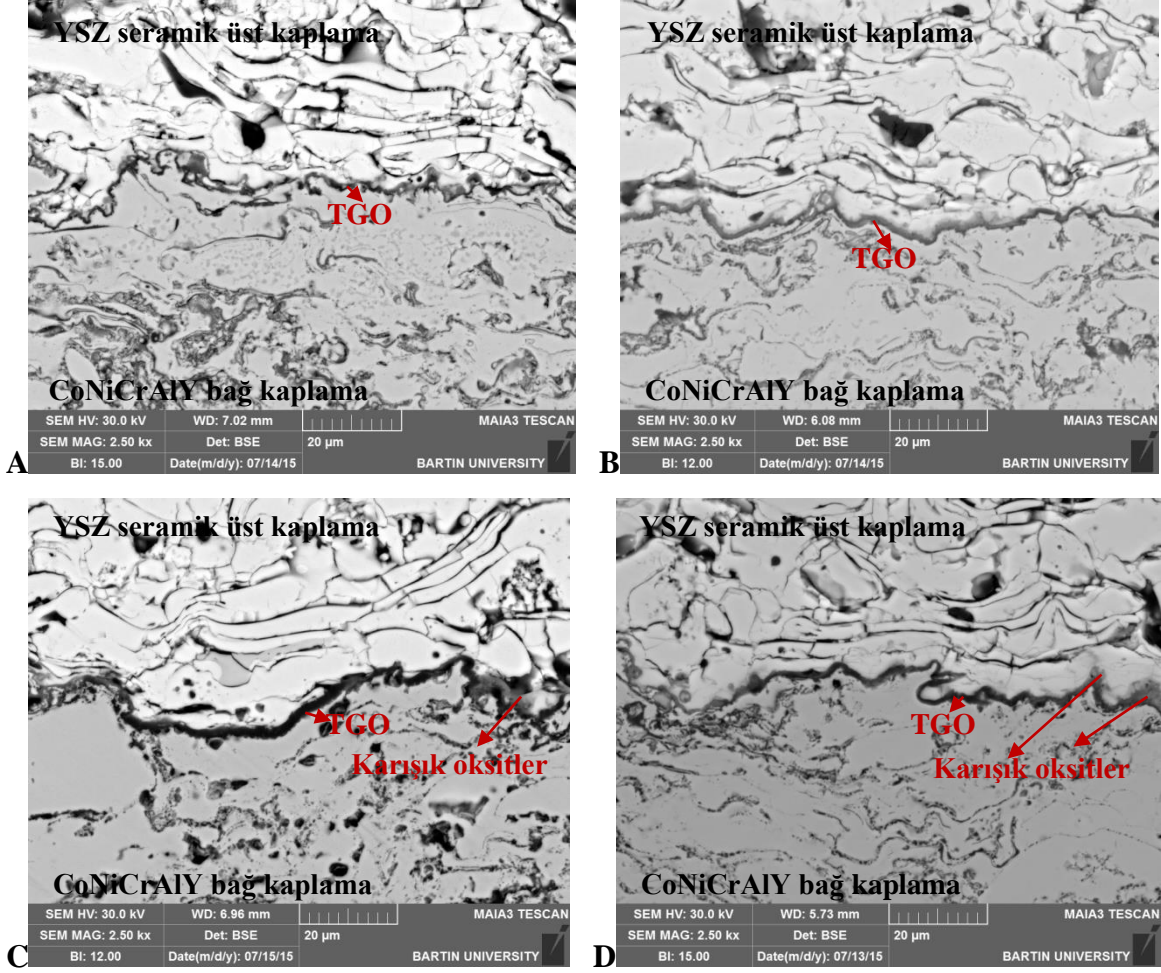 YSZ seramik üst kaplama
TGO
CoNiCrAlY bağ kaplama
SEM HV: 30.0 kV WD: 7.02 mm MAIA3 TESCAN
SEM MAG: 2.50 kx Det: BSE 20 µm
BI: 15.00 Date(m/d/y): 07/14/15 BARTIN UNIVERSITY
A
YSZ seramik üst kaplama
TGO
CoNiCrAlY bağ kaplama
SEM HV: 30.0 kV WD: 6.08 mm MAIA3 TESCAN
SEM MAG: 2.50 kx Det: BSE 20 µm
BI: 12.00 Date(m/d/y): 07/14/15 BARTIN UNIVERSITY
B
YSZ seramik üst kaplama
TGO
Karışık oksitler
CoNiCrAlY bağ kaplama
SEM HV: 30.0 kV WD: 6.96 mm MAIA3 TESCAN
SEM MAG: 2.50 kx Det: BSE 20 µm
BI: 12.00 Date(m/d/y): 07/15/15 BARTIN UNIVERSITY
C
YSZ seramik üst kaplama
TGO
Karışık oksitler
CoNiCrAlY bağ kaplama
SEM HV: 30.0 kV WD: 5.73 mm MAIA3 TESCAN
SEM MAG: 2.50 kx Det: BSE 20 µm
BI: 15.00 Date(m/d/y): 07/13/15 BARTIN UNIVERSITY
D